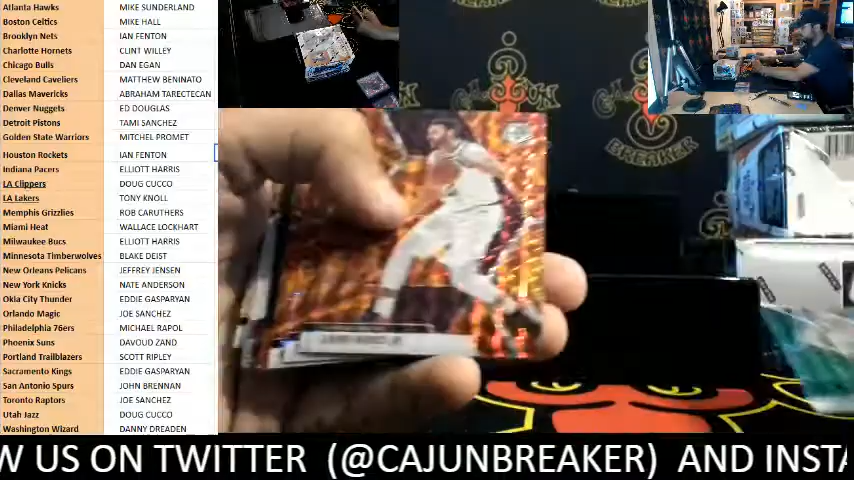 Atlanta Hawks MIKE SUNDERLAND
Boston Celtics MIKE HALL
Brooklyn Nets IAN FENTON
Charlotte Hornets CLINT WILLEY
Chicago Bulls DAN EGAN
Cleveland Cavaliers MATTHEW BENINATO
Dallas Mavericks ABRAHAM TARECTECAN
Denver Nuggets ED DOUGLAS
Detroit Pistons TAMI SANCHEZ
Golden State Warriors MITCHEL PROMET
Houston Rockets IAN FENTON
Indiana Pacers ELLIOTT HARRIS
LA Clippers DOUG CUCCO
LA Lakers TONY KNOLL
Memphis Grizzlies ROB CARUTHERS
Miami Heat WALLACE LOCKHART
Milwaukee Bucs ELLIOTT HARRIS
Minnesota Timberwolves BLAKE DEIST
New Orleans Pelicans JEFFREY JENSEN
New York Knicks NATE ANDERSON
Okla City Thunder EDDIE GASPARYAN
Orlando Magic JOE SANCHEZ
Philadelphia 76ers MICHAEL RAPOL
Phoenix Suns DAVOUD ZAND
Portland Trailblazers SCOTT RIPLEY
Sacramento Kings EDDIE GASPARYAN
San Antonio Spurs JOHN BRENNAN
Toronto Raptors JOE SANCHEZ
Utah Jazz DOUG CUCCO
Washington Wizard DANNY DREADEN
CAJUN
BREAKER
W US ON TWITTER (@CAJUNBREAKER) AND INSTA